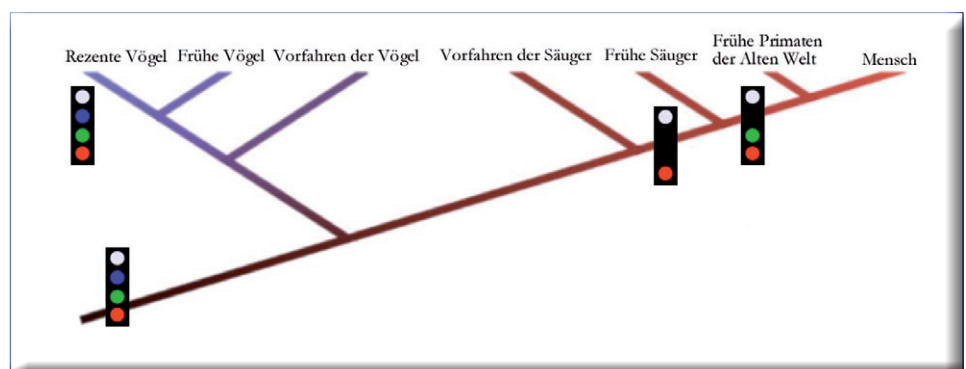 Rezente Vögel
Frühe Vögel
Vorfahren der Vögel
Vorfahren der Säuger
Frühe Säuger
Frühe Primaten
der Alten Welt
Mensch